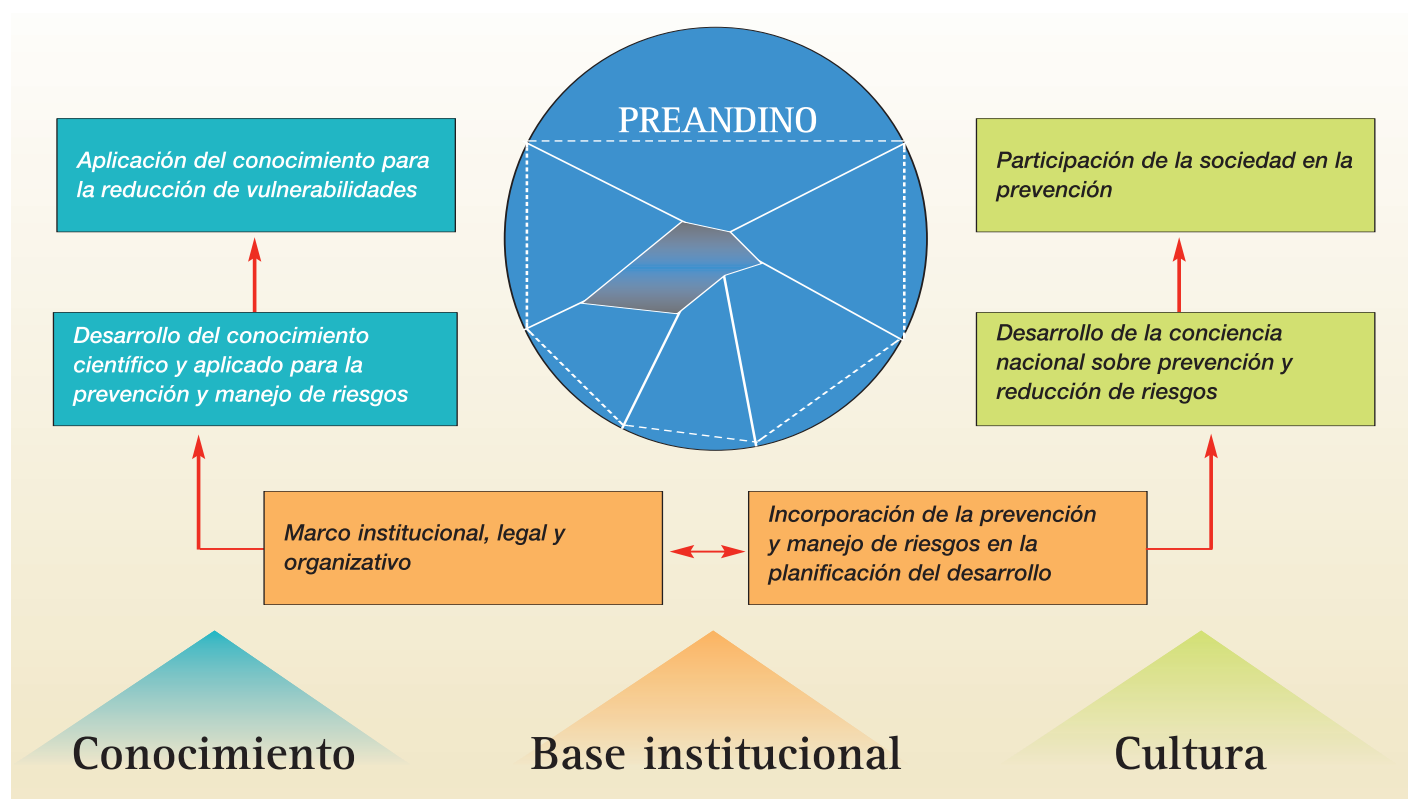 PREANDINO
Aplicación del conocimiento para
la reducción de vulnerabilidades
Participación de la sociedad en la
prevención
Desarrollo del conocimiento
científico y aplicado para la
prevención y manejo de riesgos
Desarrollo de la conciencia
nacional sobre prevención y
reducción de riesgos
Marco institucional, legal y
organizativo
Incorporación de la prevención
y manejo de riesgos en la
planificación del desarrollo
Conocimiento
Base institucional
Cultura